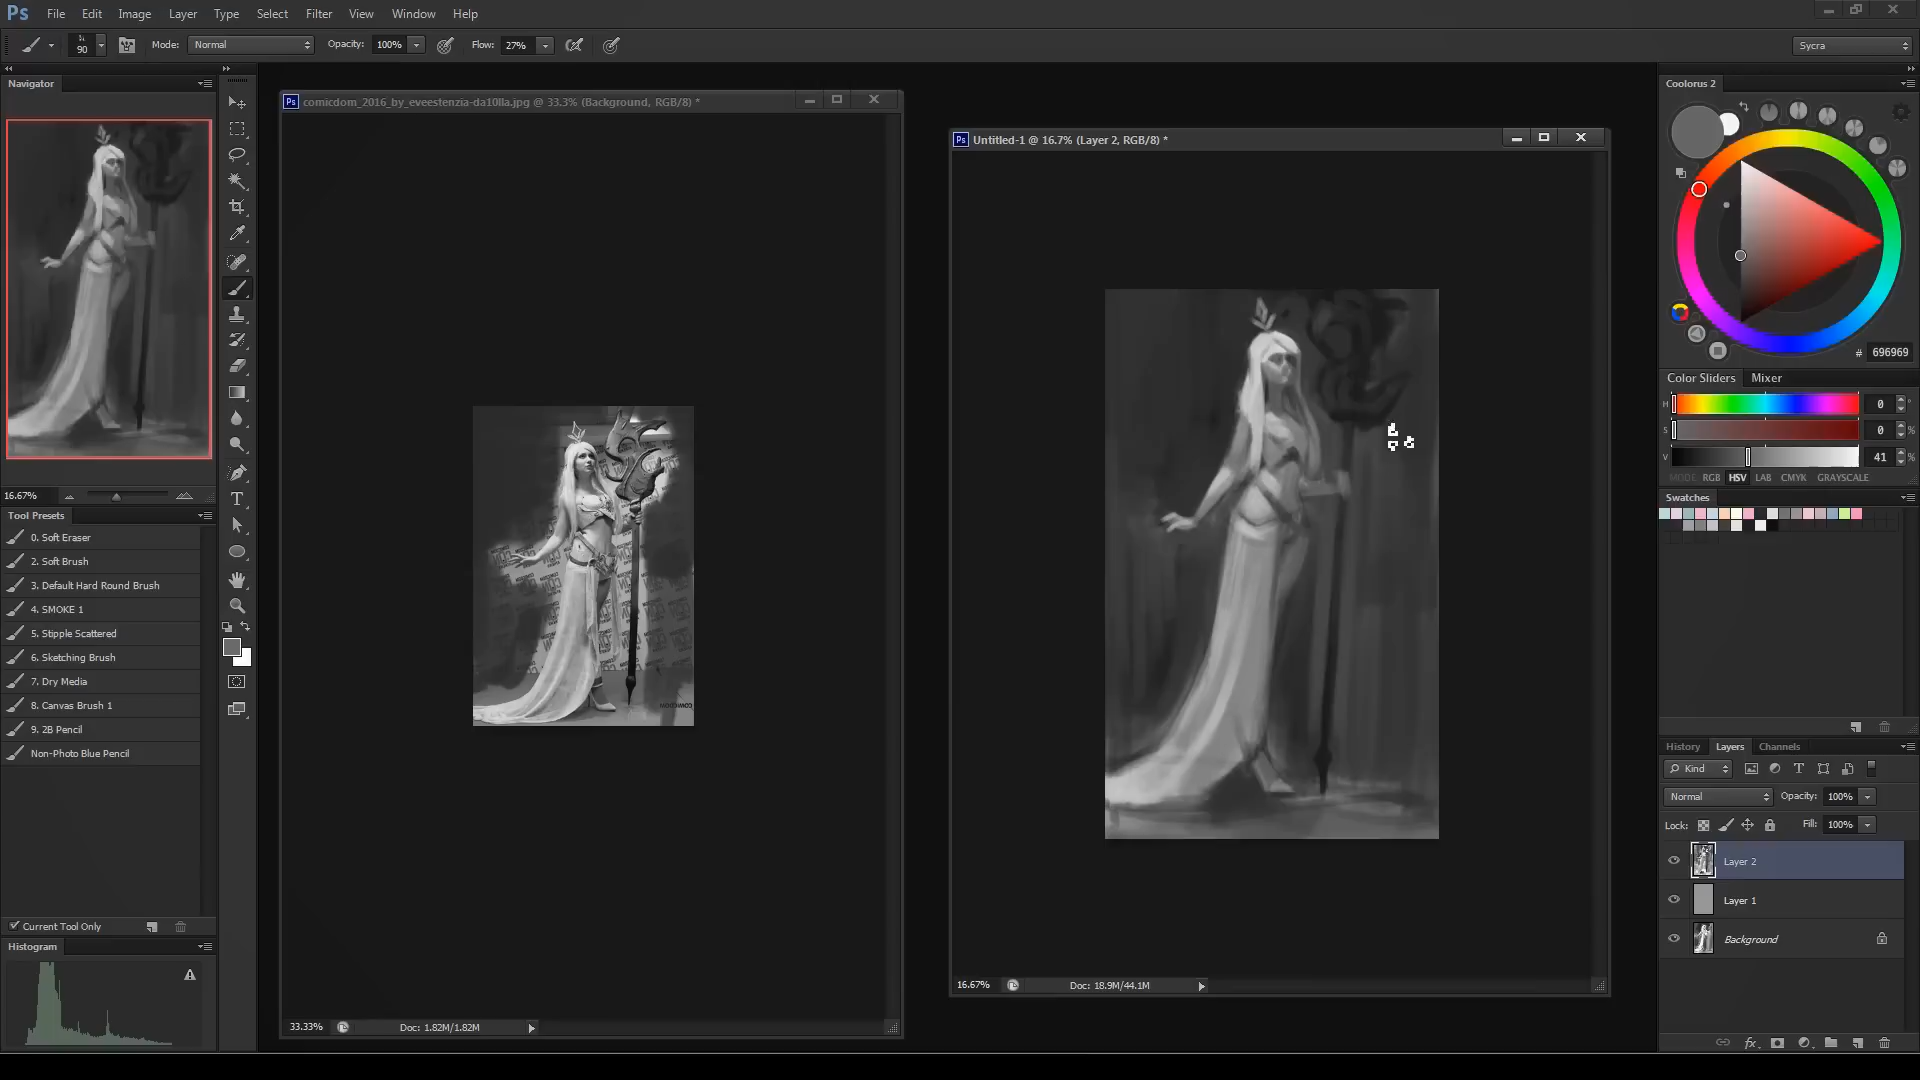 Ps File Edit Image Layer Type Select Filter View Window Help
90 Mode: Normal Opacity: 100% Flow: 27% Sycra
Navigator
16.67%
Tool Presets
0. Soft Eraser
2. Soft Brush
3. Default Hard Round Brush
4. SMOKE 1
5. Stipple Scattered
6. Sketching Brush
7. Dry Media
8. Canvas Brush 1
9. 2B Pencil
Non-Photo Blue Pencil
Current Tool Only
Histogram
Ps comicdom_2016_by_eveestenzia-da10lla.jpg @ 33.3% (Background, RGB/8) *
33.33% Doc: 1.82M/1.82M
Ps Untitled-1 @ 16.7% (Layer 2, RGB/8) *
16.67% Doc: 18.9M/44.1M
Coolorus 2
# 696969
Color Sliders Mixer
H 0 °
S 0 %
V 41 %
MODE RGB HSV LAB CMYK GRAYSCALE
Swatches
History Layers Channels
Kind T
Normal Opacity: 100%
Lock: Fill: 100%
Layer 2
Layer 1
Background
fx